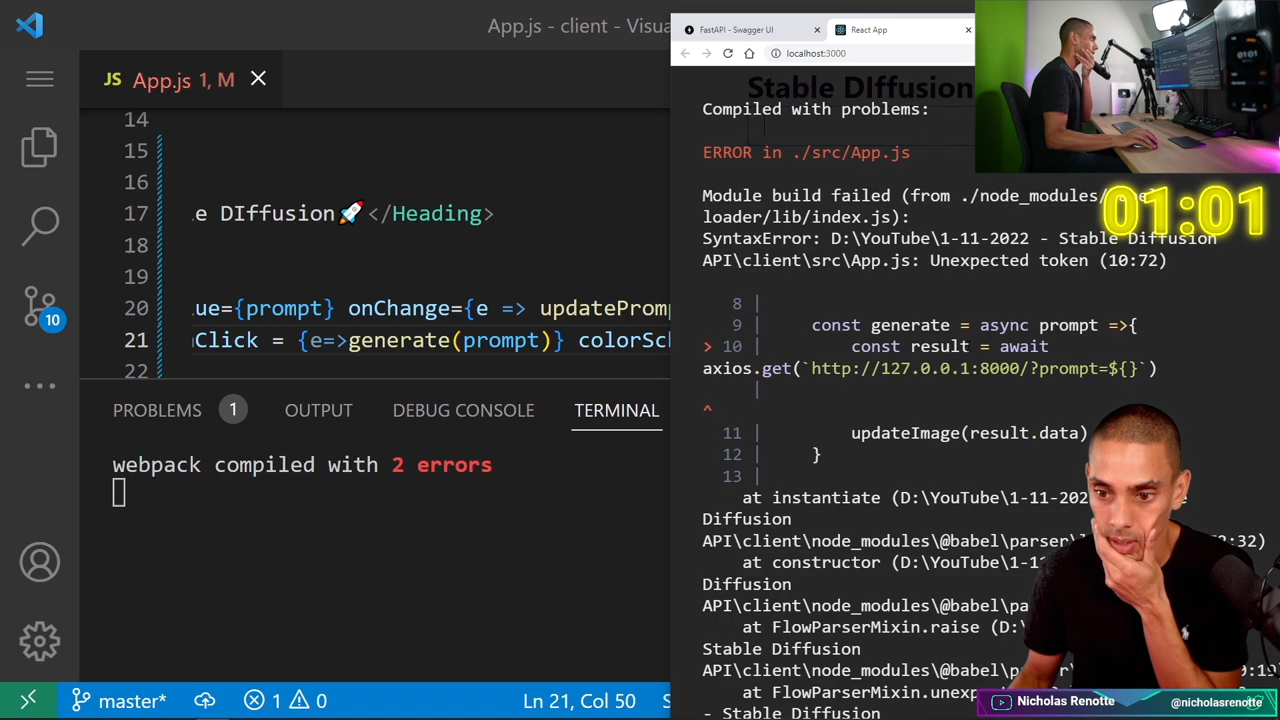 App.js - client - Visua
JS App.js 1, M
14
15
16
17 e DIffusion🚀</Heading>
18
19
20 ue={prompt} onChange={e => updateProm
21 Click = {e=>generate(prompt)} colorSc
22
10
PROBLEMS 1 OUTPUT DEBUG CONSOLE TERMINAL
webpack compiled with 2 errors
master* 1 0 Ln 21, Col 50
FastAPI - Swagger UI React App
localhost:3000
Stable DIffusion
Compiled with problems:
ERROR in ./src/App.js
Module build failed (from ./node_modules/
loader/lib/index.js):
SyntaxError: D:\YouTube\1-11-2022 - Stable Diffusion
API\client\src\App.js: Unexpected token (10:72)
8 |
9 | const generate = async prompt =>{
> 10 | const result = await
axios.get(`http://127.0.0.1:8000/?prompt=${}`)
|
^
11 | updateImage(result.data)
12 | }
13 |
at instantiate (D:\YouTube\1-11-202
Diffusion
API\client\node_modules\@babel\parser\ :32)
at constructor (D:\YouTube\1-1
Diffusion
API\client\node_modules\@babel\pa
at FlowParserMixin.raise (D:\
Stable Diffusion
API\client\node_modules\@babel\pa :19
at FlowParserMixin.unexp
- Stable Diffusion
01:01
Nicholas Renotte @nicholasrenotte